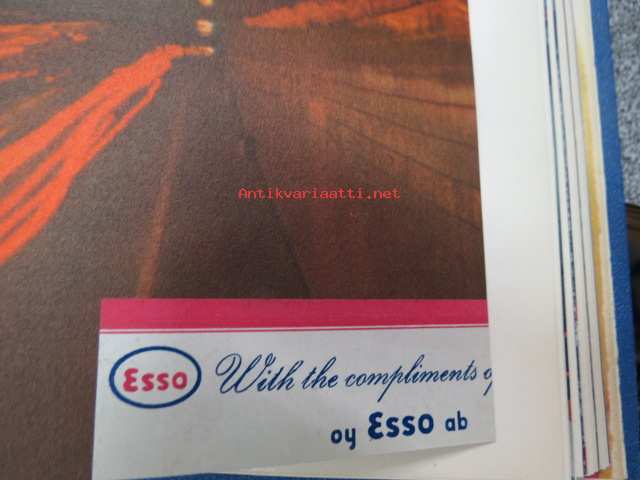 Antikvariaatti.net
Esso
With the compliments o
oy Esso ab